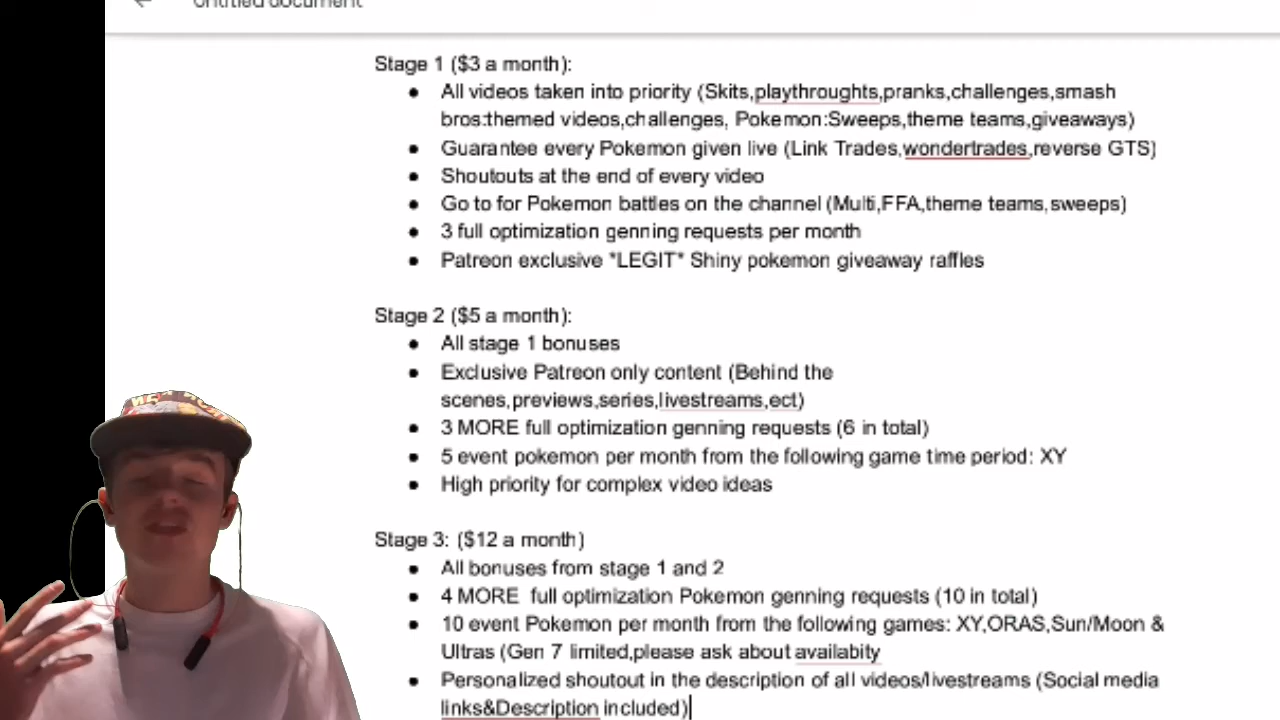 Untitled document
Stage 1 ($3 a month):
● All videos taken into priority (Skits,playthroughts,pranks,challenges,smash
bros:themed videos,challenges, Pokemon:Sweeps,theme teams,giveaways)
● Guarantee every Pokemon given live (Link Trades,wondertrades,reverse GTS)
● Shoutouts at the end of every video
● Go to for Pokemon battles on the channel (Multi,FFA,theme teams,sweeps)
● 3 full optimization genning requests per month
● Patreon exclusive *LEGIT* Shiny pokemon giveaway raffles
Stage 2 ($5 a month):
● All stage 1 bonuses
● Exclusive Patreon only content (Behind the
scenes,previews,series,livestreams,ect)
● 3 MORE full optimization genning requests (6 in total)
● 5 event pokemon per month from the following game time period: XY
● High priority for complex video ideas
Stage 3: ($12 a month)
● All bonuses from stage 1 and 2
● 4 MORE  full optimization Pokemon genning requests (10 in total)
● 10 event Pokemon per month from the following games: XY,ORAS,Sun/Moon &
Ultras (Gen 7 limited,please ask about availabity
● Personalized shoutout in the description of all videos/livestreams (Social media
links&Description included)